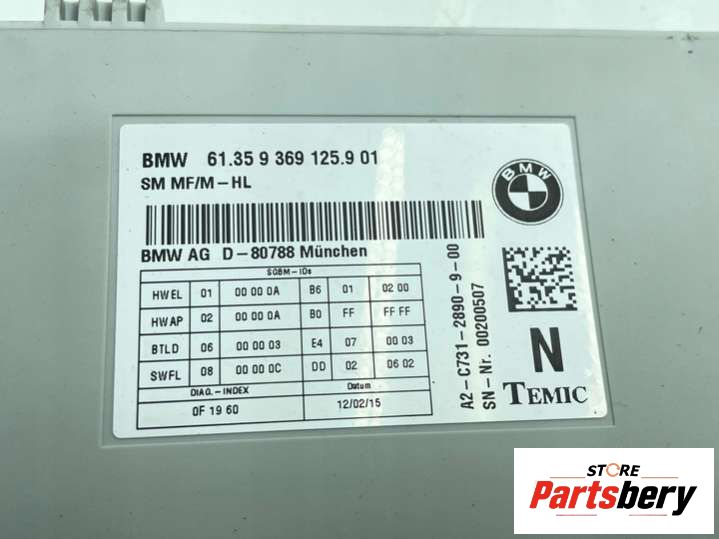 BMW 61.35 9 369 125.9 01
SM MF/M-HL
BMW
BMW AG D-80788 München
SGBM-IDs
HWEL 01 00 00 0A B6 01 02 00
HWAP 02 00 00 0A B0 FF FF FF
BTLD 06 00 00 03 E4 07 00 03
SWFL 08 00 00 0C DD 02 06 02
DIAG.-INDEX Datum
0F 19 60 12/02/15
A2-C731-2890-9-00
SN-Nr. 00200507
N
TEMIC
STORE
Partsbery